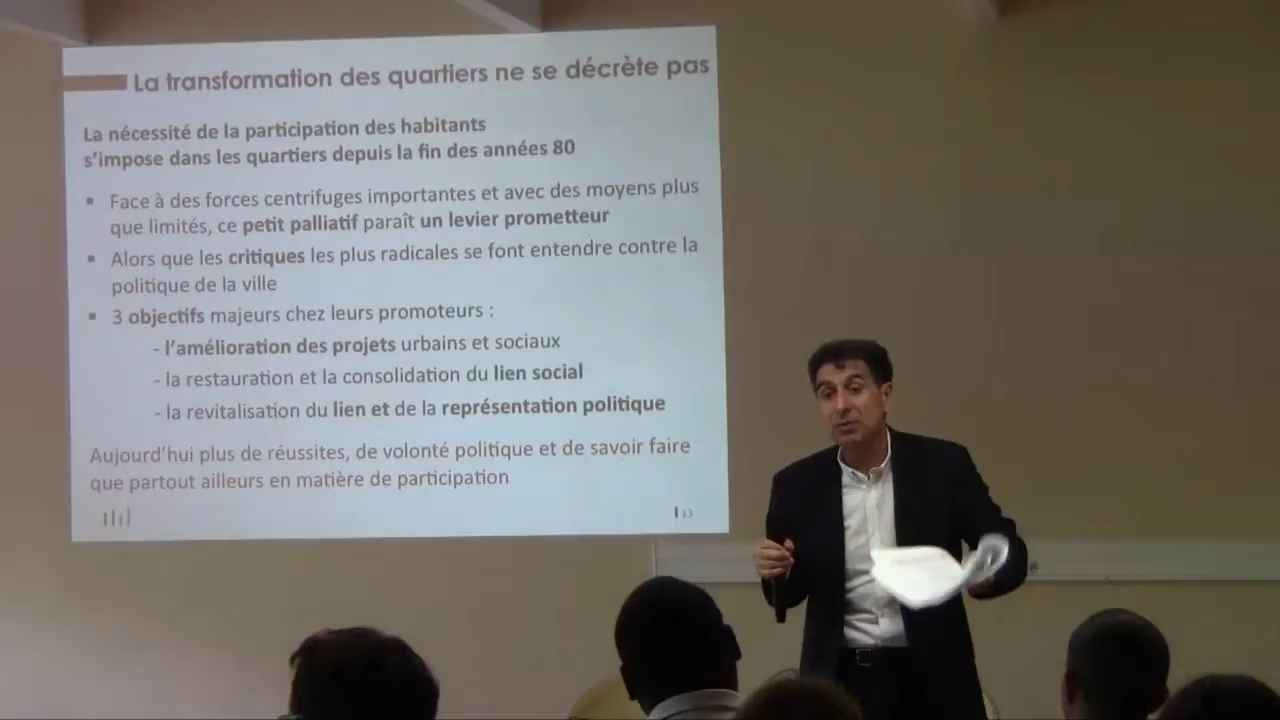 La transformation des quartiers ne se décrète pas
La nécessité de la participation des habitants
s'impose dans les quartiers depuis la fin des années 80
▪ Face à des forces centrifuges importantes et avec des moyens plus
que limités, ce petit palliatif paraît un levier prometteur
▪ Alors que les critiques les plus radicales se font entendre contre la
politique de la ville
▪ 3 objectifs majeurs chez leurs promoteurs :
- l'amélioration des projets urbains et sociaux
- la restauration et la consolidation du lien social
- la revitalisation du lien et de la représentation politique
Aujourd'hui plus de réussites, de volonté politique et de savoir faire
que partout ailleurs en matière de participation
13